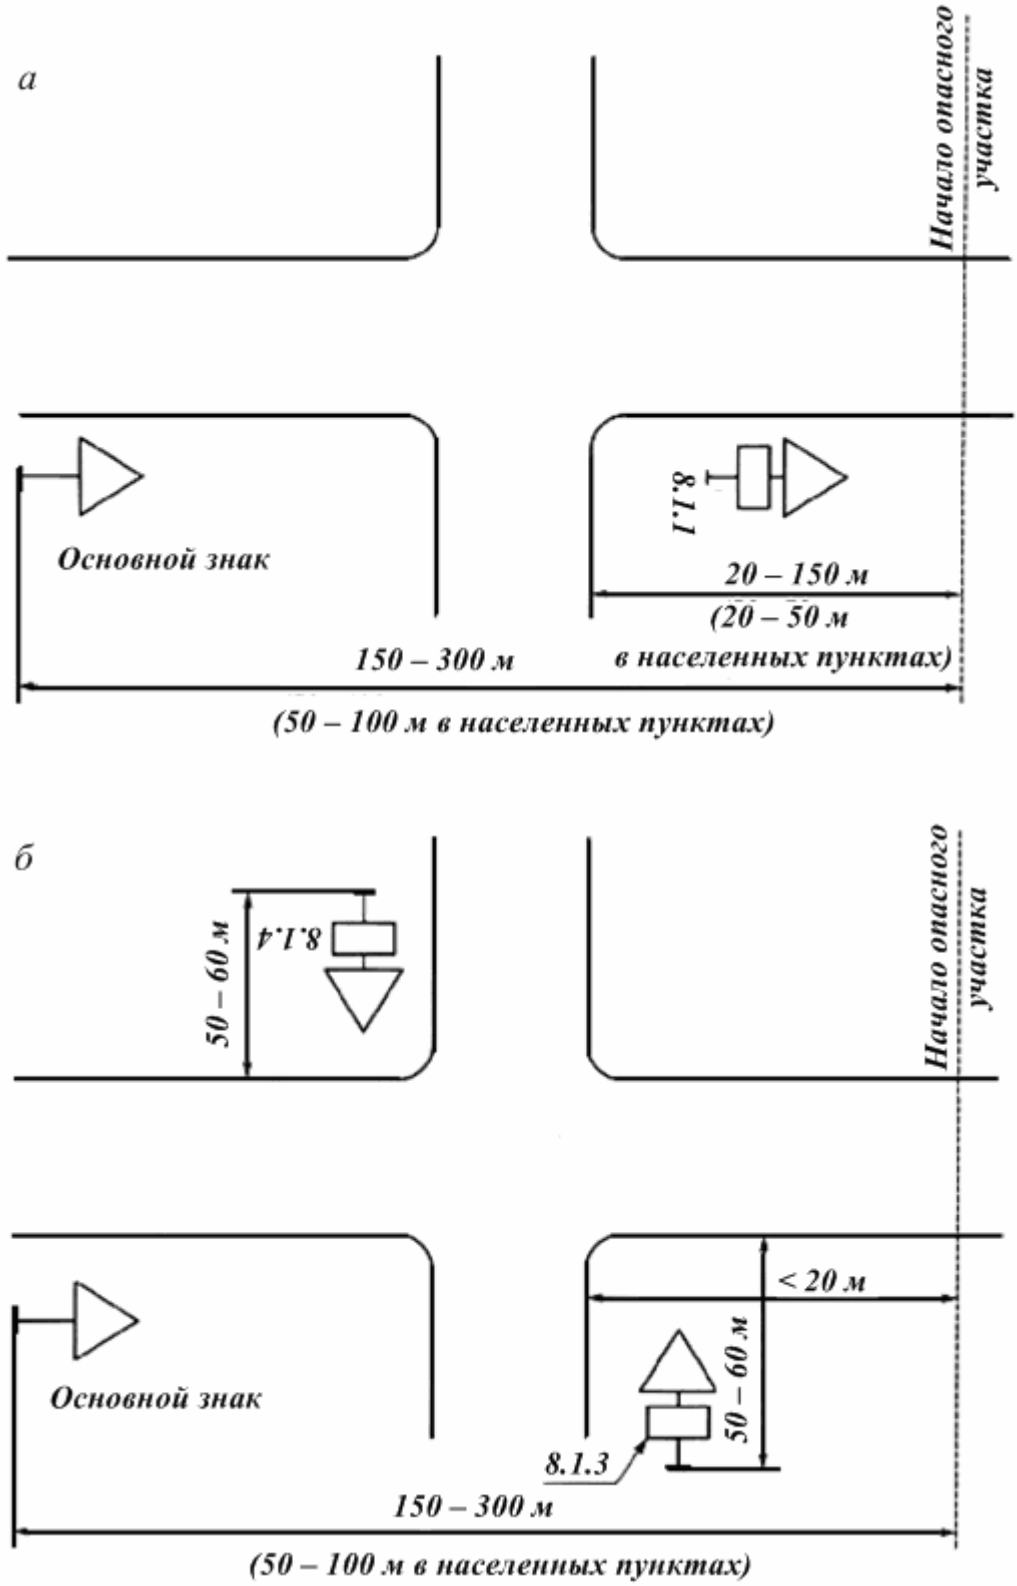 а
Начало опасного
участка
8.1.1
Основной знак
20 – 150 м
(20 – 50 м
в населенных пунктах)
150 – 300 м
(50 – 100 м в населенных пунктах)
б
Начало опасного
участка
8.1.4
50 – 60 м
< 20 м
50 – 60 м
Основной знак
8.1.3
150 – 300 м
(50 – 100 м в населенных пунктах)